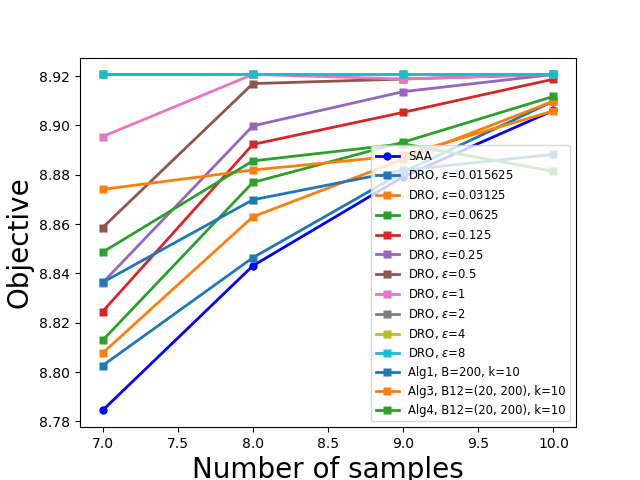 8.92
8.90
8.88
8.86
8.84
8.82
8.80
8.78
Objective
7.0 7.5 8.0 8.5 9.0 9.5 10.0
Number of samples
SAA
DRO, ε=0.015625
DRO, ε=0.03125
DRO, ε=0.0625
DRO, ε=0.125
DRO, ε=0.25
DRO, ε=0.5
DRO, ε=1
DRO, ε=2
DRO, ε=4
DRO, ε=8
Alg1, B=200, k=10
Alg3, B12=(20, 200), k=10
Alg4, B12=(20, 200), k=10